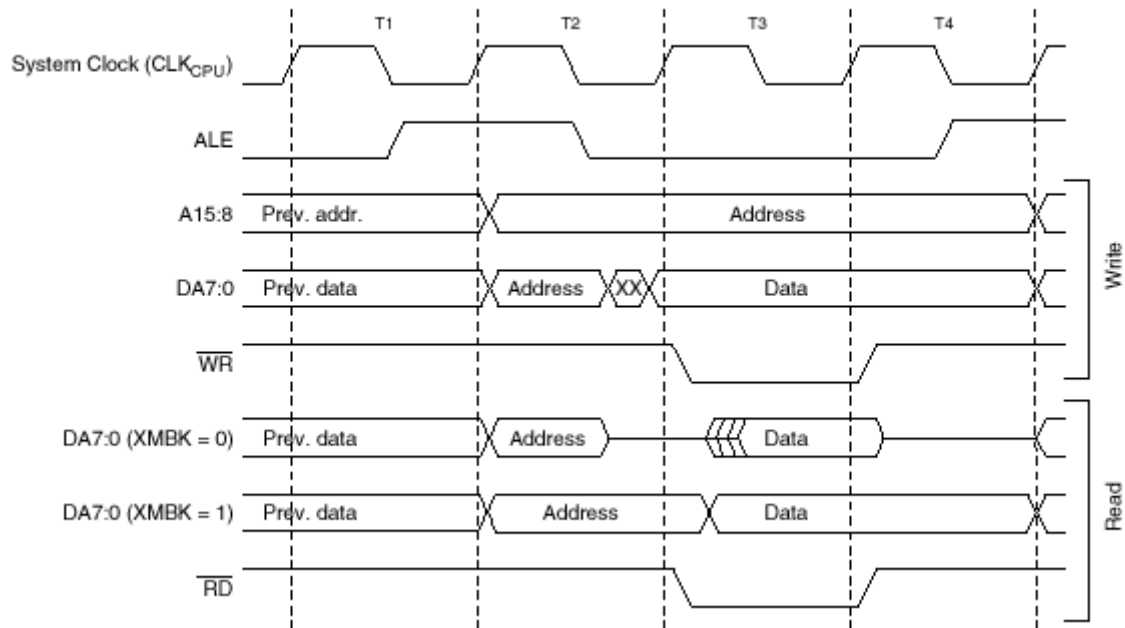 T1 T2 T3 T4
System Clock (CLKCPU)
ALE
A15:8 Prev. addr. Address
DA7:0 Prev. data Address XX Data
WR
Write
DA7:0 (XMBK = 0) Prev. data Address Data
DA7:0 (XMBK = 1) Prev. data Address Data
RD
Read